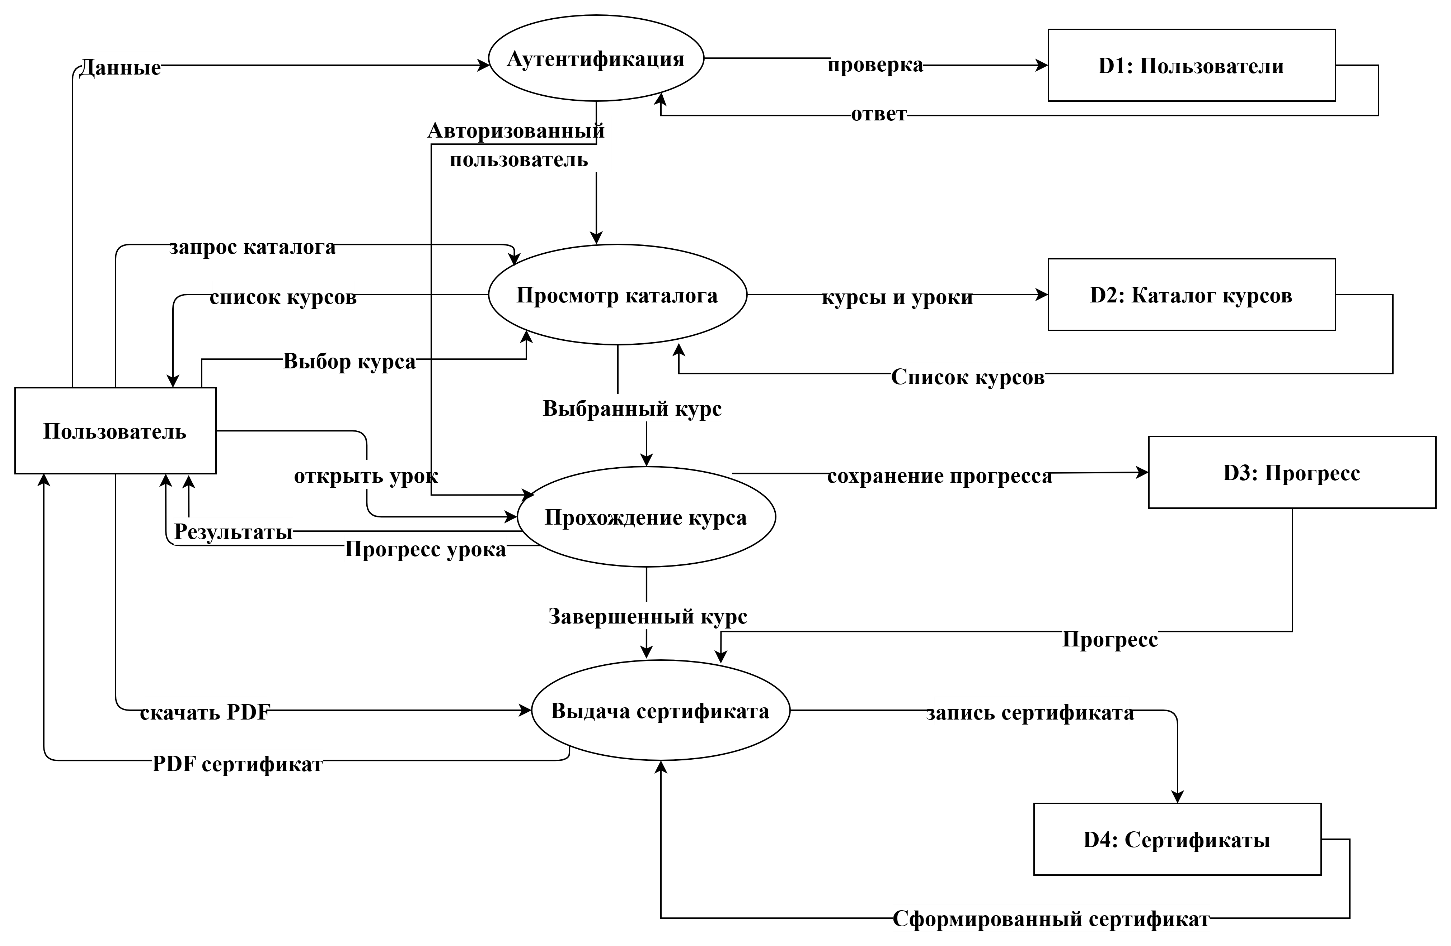 Данные
Аутентификация
проверка
D1: Пользователи
ответ
Авторизованный
пользователь
запрос каталога
список курсов
Просмотр каталога
курсы и уроки
D2: Каталог курсов
Выбор курса
Список курсов
Выбранный курс
Пользователь
открыть урок
сохранение прогресса
D3: Прогресс
Прохождение курса
Результаты
Прогресс урока
Завершенный курс
Прогресс
скачать PDF
Выдача сертификата
запись сертификата
PDF сертификат
D4: Сертификаты
Сформированный сертификат